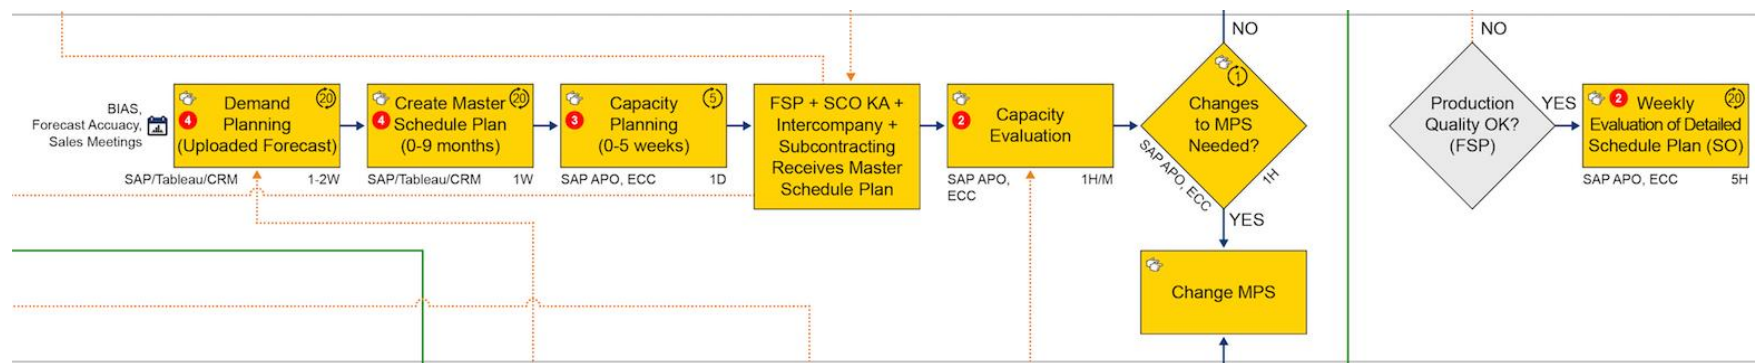 BIAS,
Forecast Accuacy,
Sales Meetings
4
20
Demand
Planning
(Uploaded Forecast)
SAP/Tableau/CRM
1-2W
4
20
Create Master
Schedule Plan
(0-9 months)
SAP/Tableau/CRM
1W
3
5
Capacity
Planning
(0-5 weeks)
SAP APO, ECC
1D
FSP + SCO KA +
Intercompany +
Subcontracting
Receives Master
Schedule Plan
2
Capacity
Evaluation
SAP APO,
ECC
1H/M
NO
1
Changes
to MPS
Needed?
SAP APO, ECC
1H
YES
Change MPS
NO
Production
Quality OK?
(FSP)
YES
2
20
Weekly
Evaluation of Detailed
Schedule Plan (SO)
SAP APO, ECC
5H